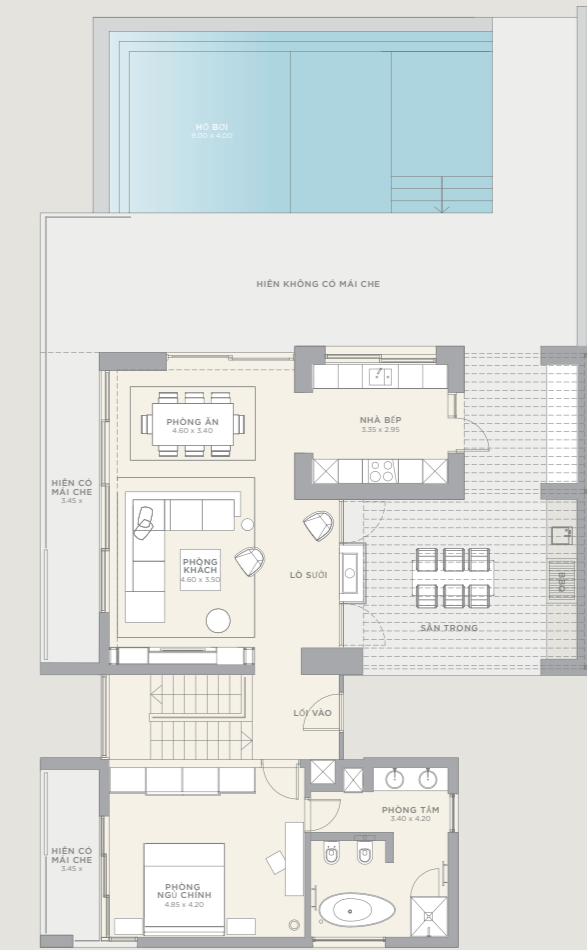 HỒ BƠI
8.00 x 4.00
HIÊN KHÔNG CÓ MÁI CHE
PHÒNG ĂN
4.60 x 3.40
NHÀ BẾP
3.35 x 2.95
HIÊN CÓ
MÁI CHE
3.45 x
PHÒNG
KHÁCH
4.60 x 3.50
LÒ SƯỞI
BBQ
SÂN TRONG
LỐI VÀO
PHÒNG TẮM
3.40 x 4.20
HIÊN CÓ
MÁI CHE
3.45 x
PHÒNG
NGỦ CHÍNH
4.85 x 4.20